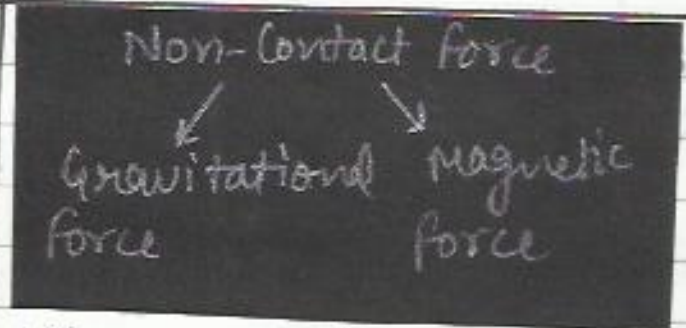 Non-Contact force
Gravitational Magnetic
force force